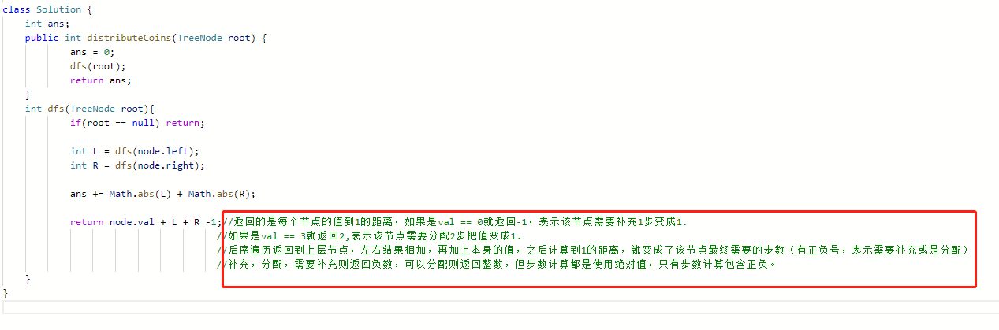 class Solution {
int ans;
public int distributeCoins(TreeNode root) {
ans = 0;
dfs(root);
return ans;
}
int dfs(TreeNode root){
if(root == null) return;
int L = dfs(node.left);
int R = dfs(node.right);
ans += Math.abs(L) + Math.abs(R);
return node.val + L + R -1;//返回的是每个节点的值到1的距离，如果是val == 0就返回-1，表示该节点需要补充1步变成1.
//如果是val == 3就返回2,表示该节点需要分配2步把值变成1.
//后序遍历返回到上层节点，左右结果相加，再加上本身的值，之后计算到1的距离，就变成了该节点最终需要的步数（有正负号，表示需要补充或是分配）
//补充，分配，需要补充则返回负数，可以分配则返回整数，但步数计算都是使用绝对值，只有步数计算包含正负。
}
}